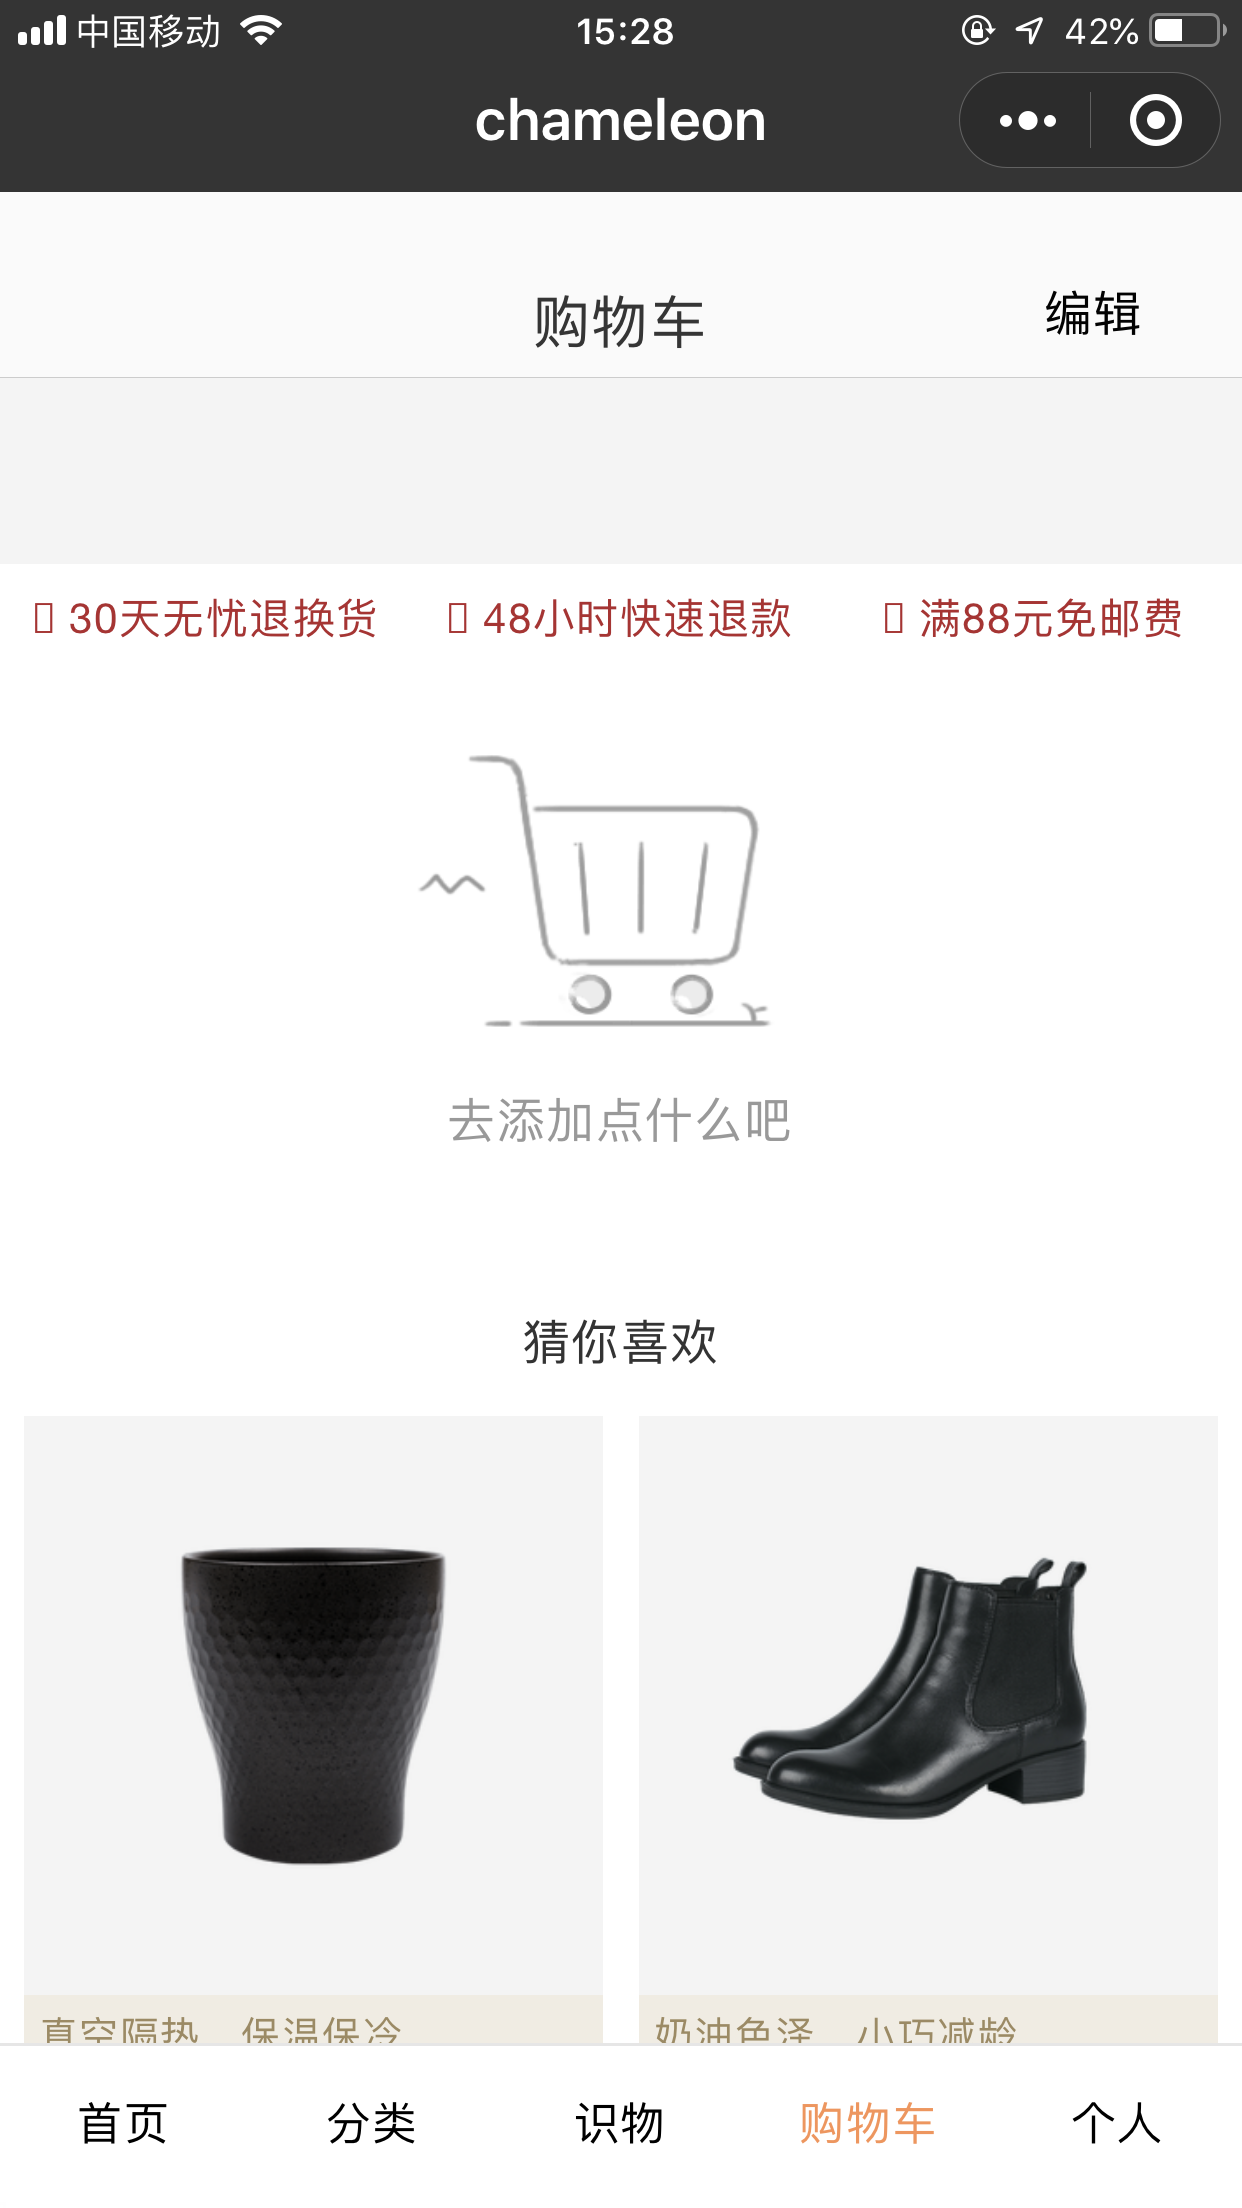 中国移动 15:28 42%
chameleon
购物车 编辑
30天无忧退换货 48小时快速退款 满88元免邮费
去添加点什么吧
猜你喜欢
真空隔热 保温保冷 奶油色泽 小巧减龄
首页 分类 识物 购物车 个人